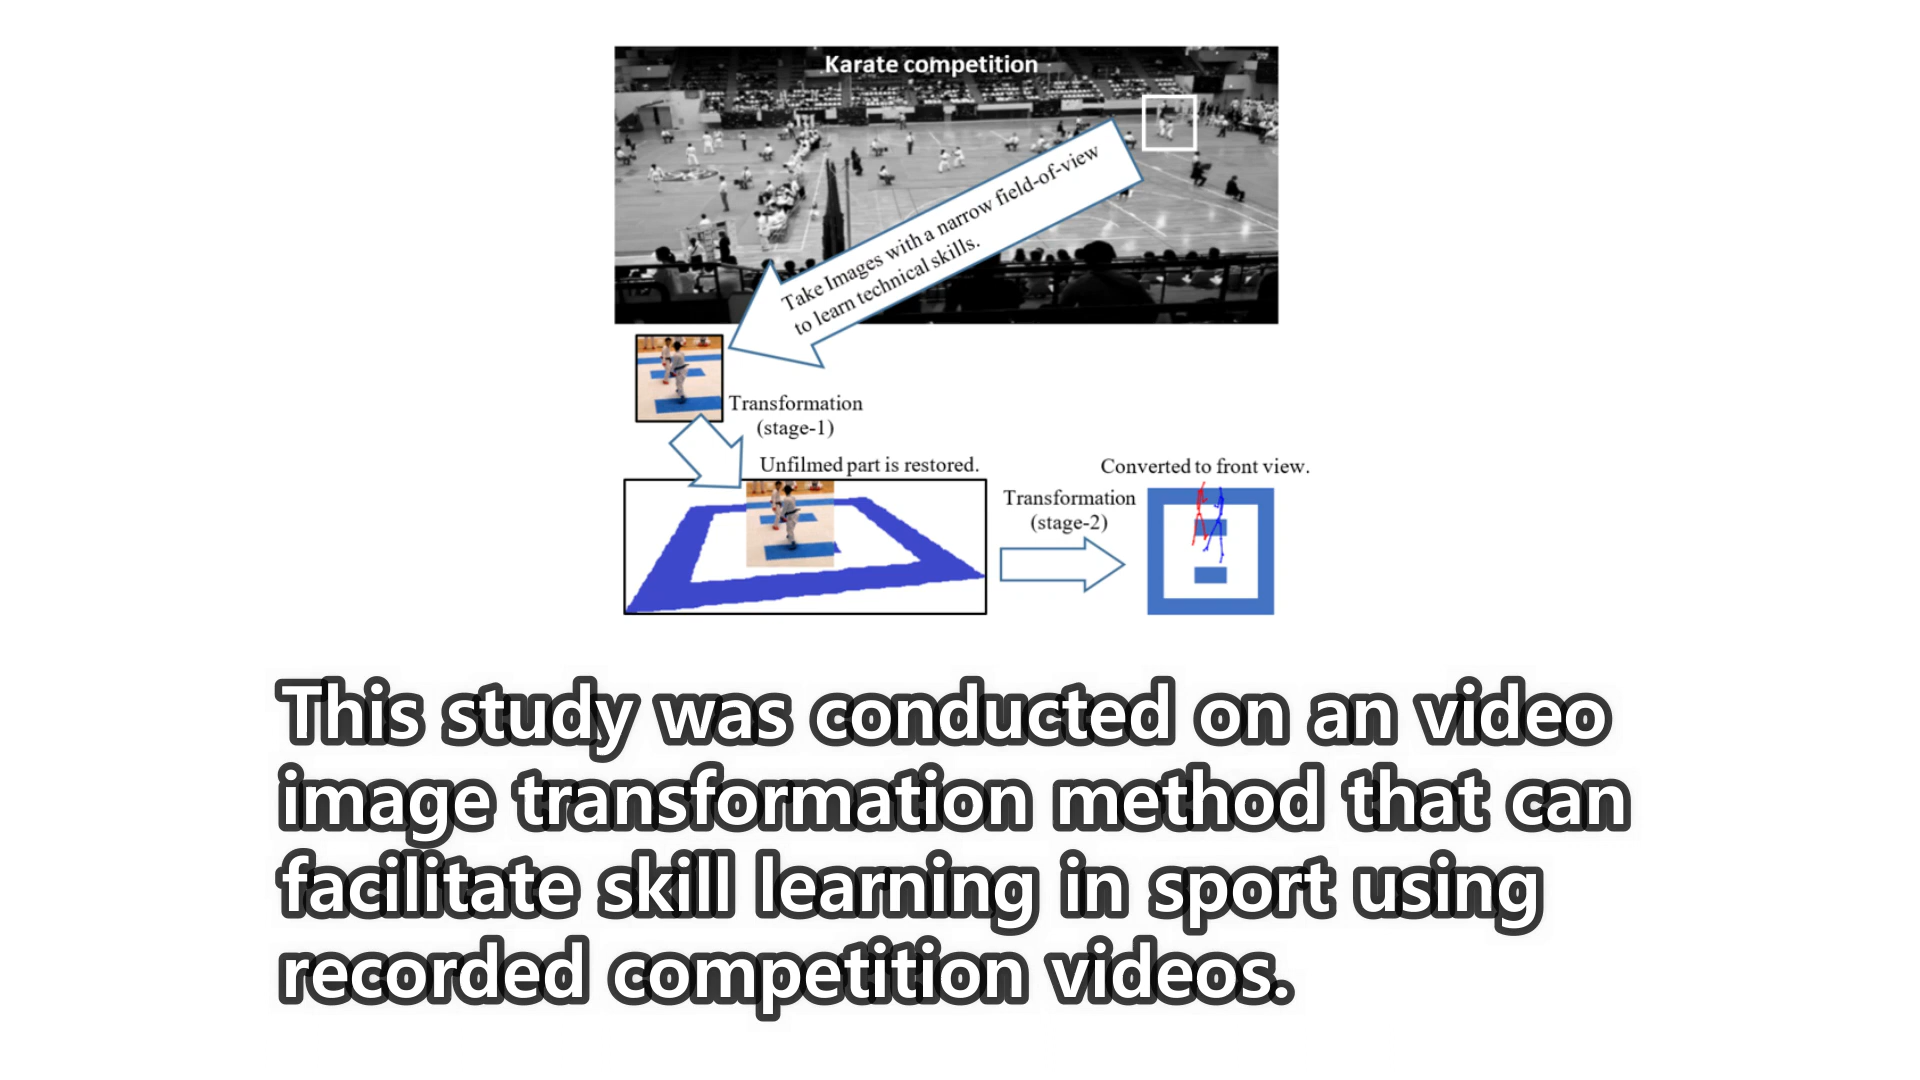 Karate competition
Take Images with a narrow field-of-view
to learn technical skills.
Transformation
(stage-1)
Unfilmed part is restored.
Transformation
(stage-2)
Converted to front view.
This study was conducted on an video
image transformation method that can
facilitate skill learning in sport using
recorded competition videos.